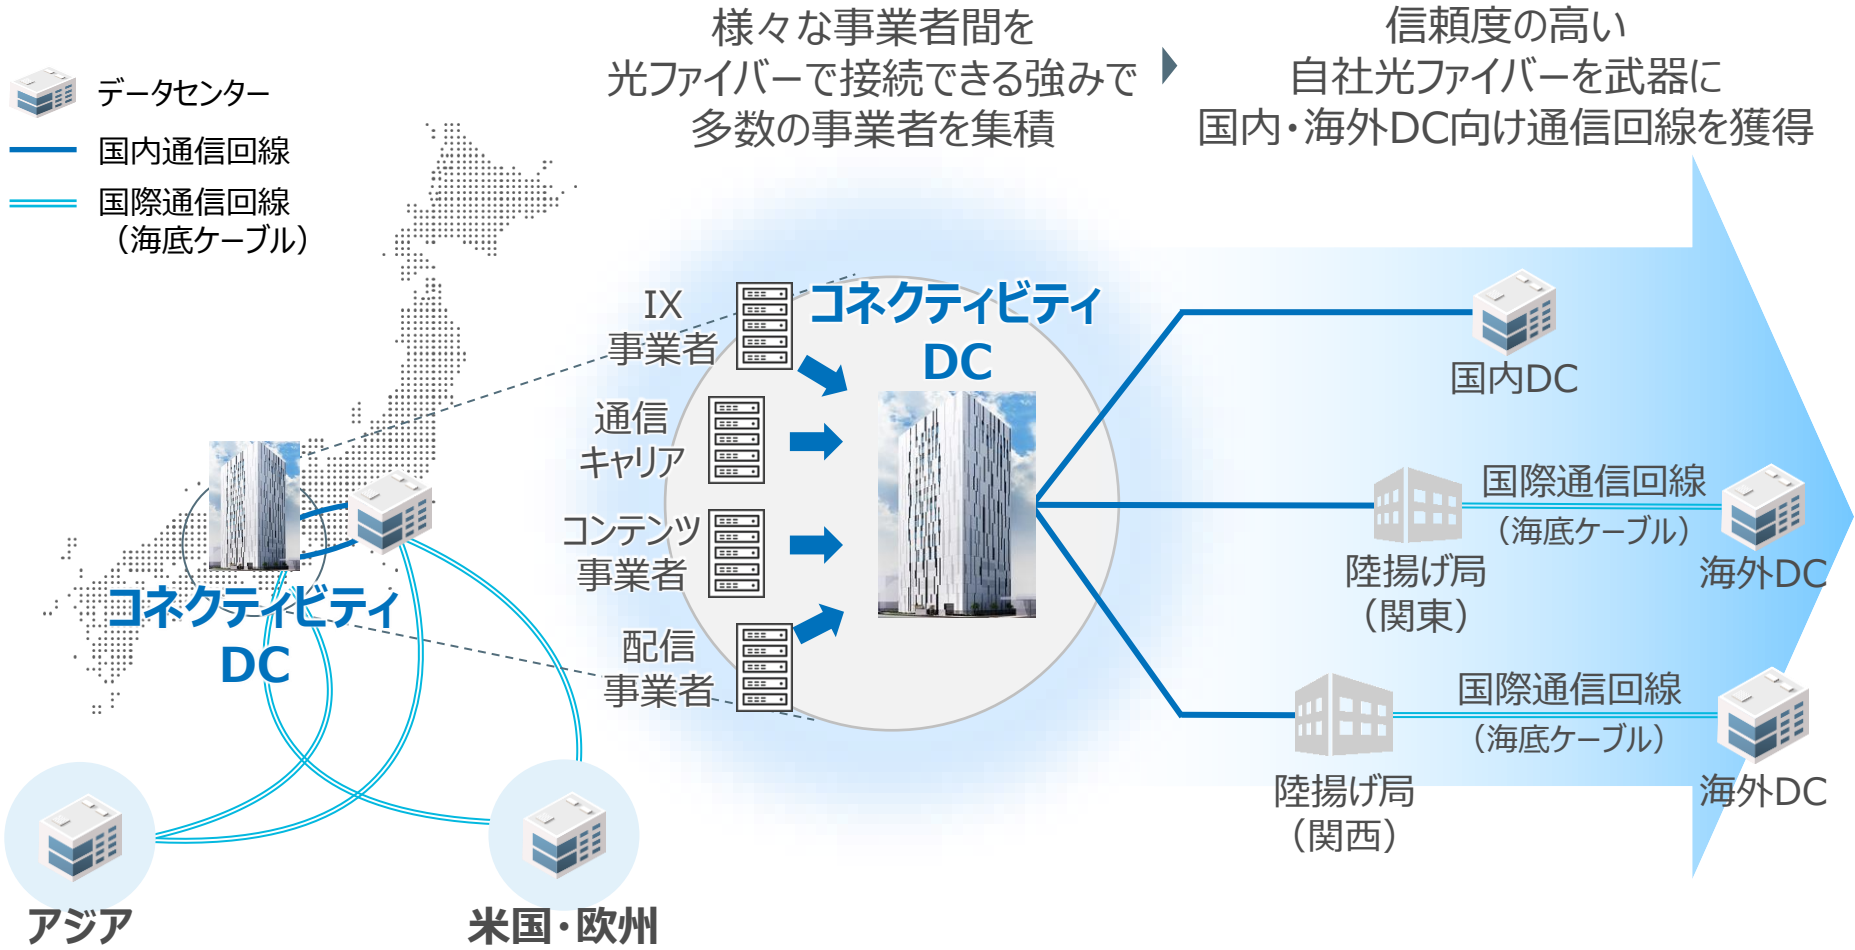 様々な事業者間を
光ファイバーで接続できる強みで
多数の事業者を集積
信頼度の高い
自社光ファイバーを武器に
国内・海外DC向け通信回線を獲得
データセンター
国内通信回線
国際通信回線
（海底ケーブル）
コネクティビティ
DC
アジア
米国・欧州
IX
事業者
通信
キャリア
コンテンツ
事業者
配信
事業者
コネクティビティ
DC
国内DC
陸揚げ局
（関東）
国際通信回線
（海底ケーブル）
海外DC
陸揚げ局
（関西）
国際通信回線
（海底ケーブル）
海外DC